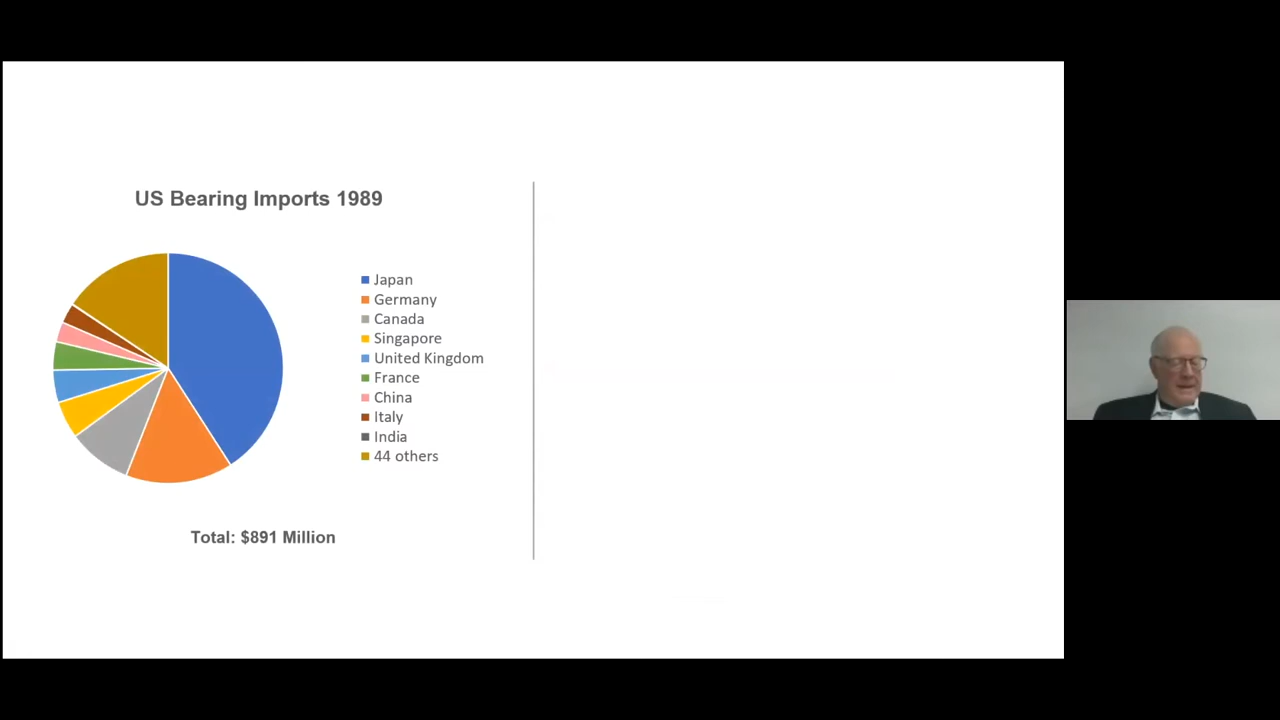 US Bearing Imports 1989
Japan
Germany
Canada
Singapore
United Kingdom
France
China
Italy
India
44 others
Total: $891 Million